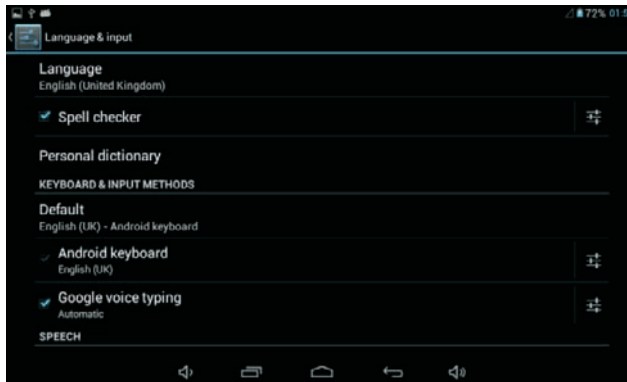 72% 01:5
Language & input
Language
English (United Kingdom)
Spell checker
Personal dictionary
KEYBOARD & INPUT METHODS
Default
English (UK) - Android keyboard
Android keyboard
English (UK)
Google voice typing
Automatic
SPEECH